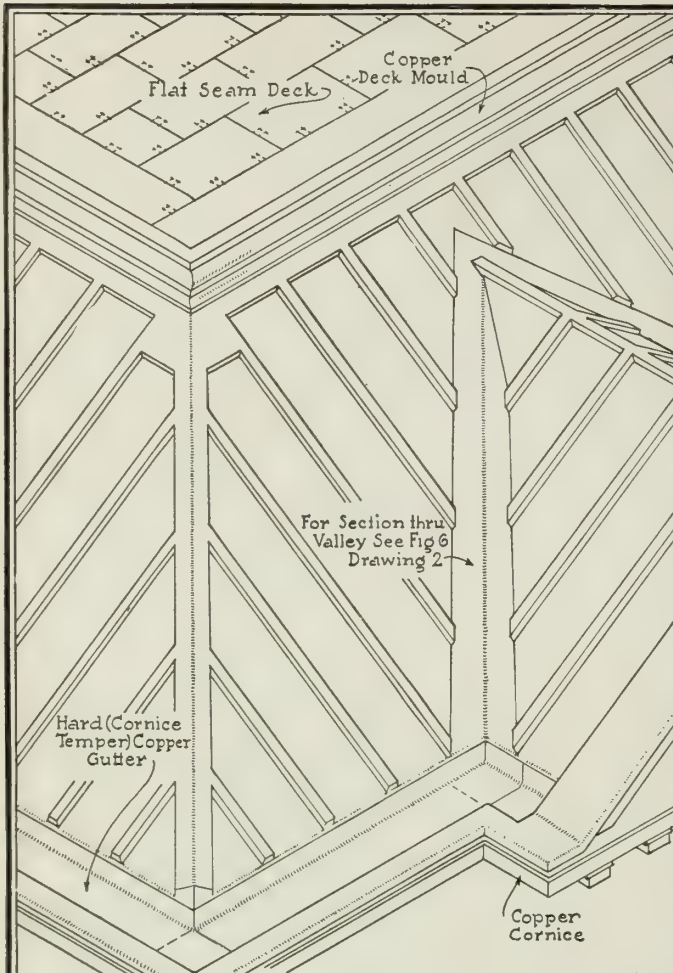 Flat Seam Deck
Copper
Deck Mould
For Section thru
Valley See Fig 6
Drawing 2
Hard (Cornice
Temper) Copper
Gutter
Copper
Cornice